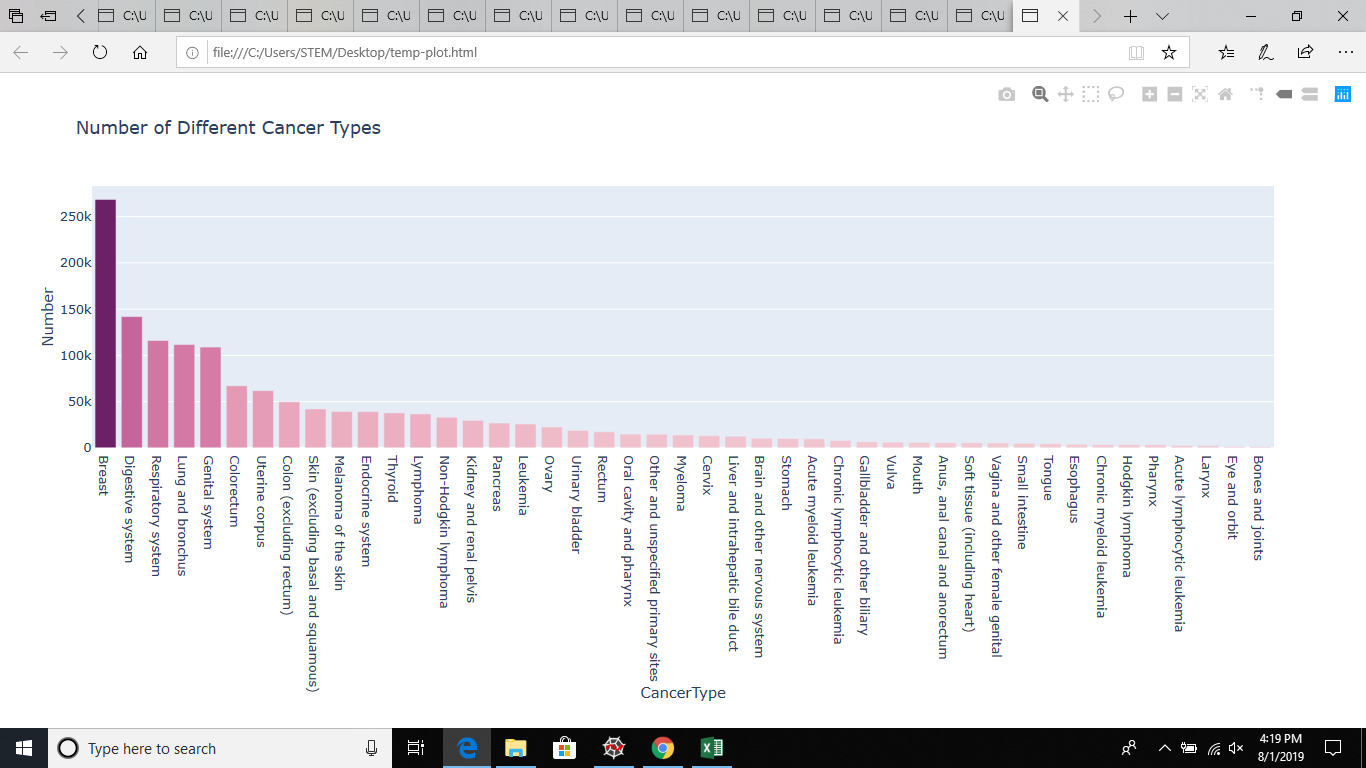 C:\U C:\U C:\U C:\U C:\U C:\U C:\U C:\U C:\U C:\U C:\U C:\U C:\U C:\U
file:///C:/Users/STEM/Desktop/temp-plot.html
Number of Different Cancer Types
Number
250k
200k
150k
100k
50k
0
Breast
Digestive system
Respiratory system
Lung and bronchus
Genital system
Colorectum
Uterine corpus
Colon (excluding rectum)
Skin (excluding basal and squamous)
Melanoma of the skin
Endocrine system
Thyroid
Lymphoma
Non-Hodgkin lymphoma
Kidney and renal pelvis
Pancreas
Leukemia
Ovary
Urinary bladder
Rectum
Oral cavity and pharynx
Other and unspecified primary sites
Myeloma
Cervix
Liver and intrahepatic bile duct
Brain and other nervous system
Stomach
Acute myeloid leukemia
Chronic lymphocytic leukemia
Gallbladder and other biliary
Vulva
Mouth
Anus, anal canal and anorectum
Soft tissue (including heart)
Vagina and other female genital
Small intestine
Tongue
Esophagus
Chronic myeloid leukemia
Hodgkin lymphoma
Pharynx
Acute lymphocytic leukemia
Larynx
Eye and orbit
Bones and joints
CancerType
Type here to search
4:19 PM
8/1/2019